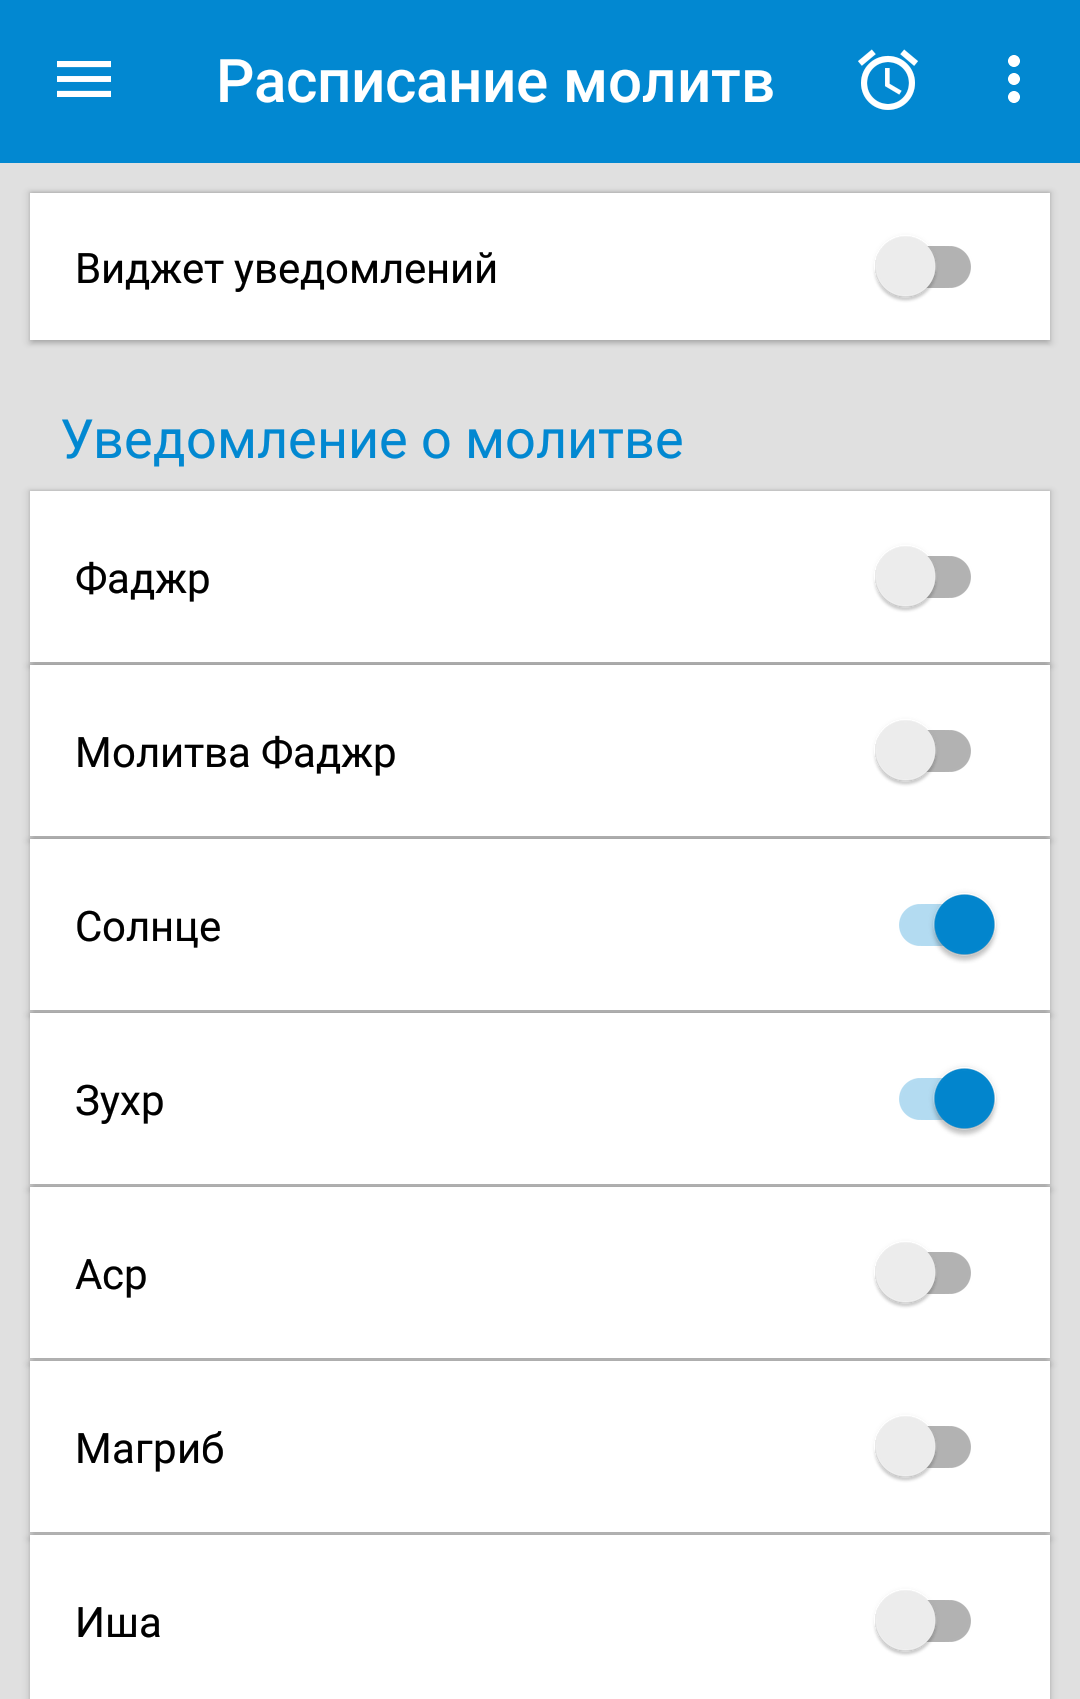 Расписание молитв
Виджет уведомлений
Уведомление о молитве
Фаджр
Молитва Фаджр
Солнце
Зухр
Аср
Магриб
Иша